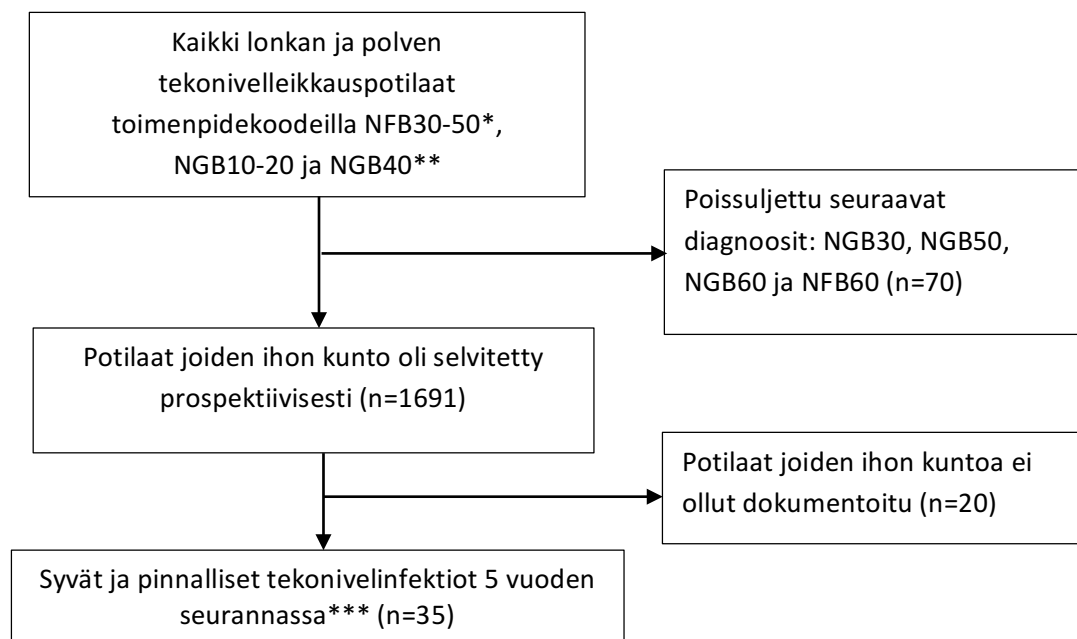 Kaikki lonkan ja polven
tekonivelleikkauspotilaat
toimenpidekoodeilla NFB30-50*,
NGB10-20 ja NGB40**
Poissuljettu seuraavat
diagnoosit: NGB30, NGB50,
NGB60 ja NFB60 (n=70)
Potilaat joiden ihon kunto oli selvitetty
prospektiivisesti (n=1691)
Potilaat joiden ihon kuntoa ei
ollut dokumentoitu (n=20)
Syvät ja pinnalliset tekonivelinfektiot 5 vuoden
seurannassa*** (n=35)